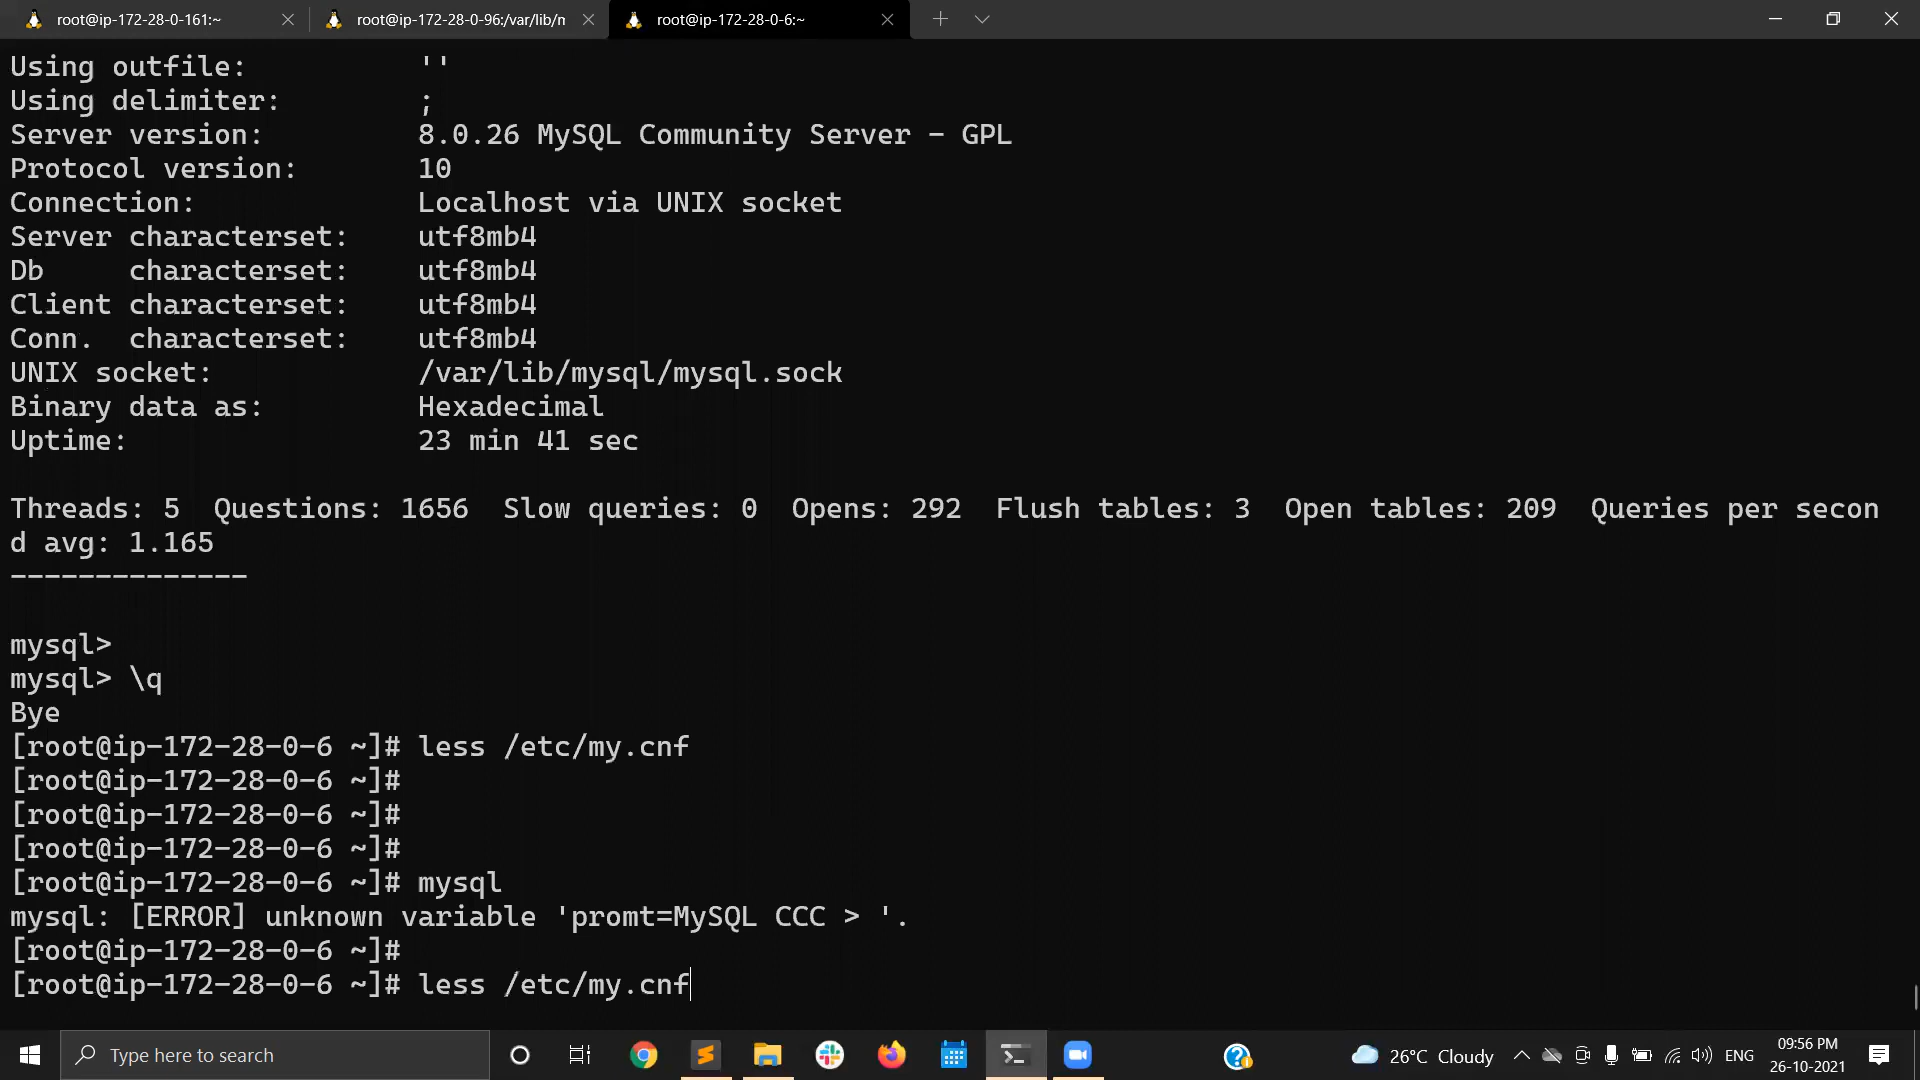 root@ip-172-28-0-161:~
root@ip-172-28-0-96:/var/lib/n
root@ip-172-28-0-6:~
Using outfile: ''
Using delimiter: ;
Server version: 8.0.26 MySQL Community Server - GPL
Protocol version: 10
Connection: Localhost via UNIX socket
Server characterset: utf8mb4
Db characterset: utf8mb4
Client characterset: utf8mb4
Conn. characterset: utf8mb4
UNIX socket: /var/lib/mysql/mysql.sock
Binary data as: Hexadecimal
Uptime: 23 min 41 sec
Threads: 5 Questions: 1656 Slow queries: 0 Opens: 292 Flush tables: 3 Open tables: 209 Queries per secon
d avg: 1.165
--------------
mysql>
mysql> \q
Bye
[root@ip-172-28-0-6 ~]# less /etc/my.cnf
[root@ip-172-28-0-6 ~]#
[root@ip-172-28-0-6 ~]#
[root@ip-172-28-0-6 ~]#
[root@ip-172-28-0-6 ~]# mysql
mysql: [ERROR] unknown variable 'promt=MySQL CCC > '.
[root@ip-172-28-0-6 ~]#
[root@ip-172-28-0-6 ~]# less /etc/my.cnf
Type here to search
26°C Cloudy
ENG
09:56 PM
26-10-2021